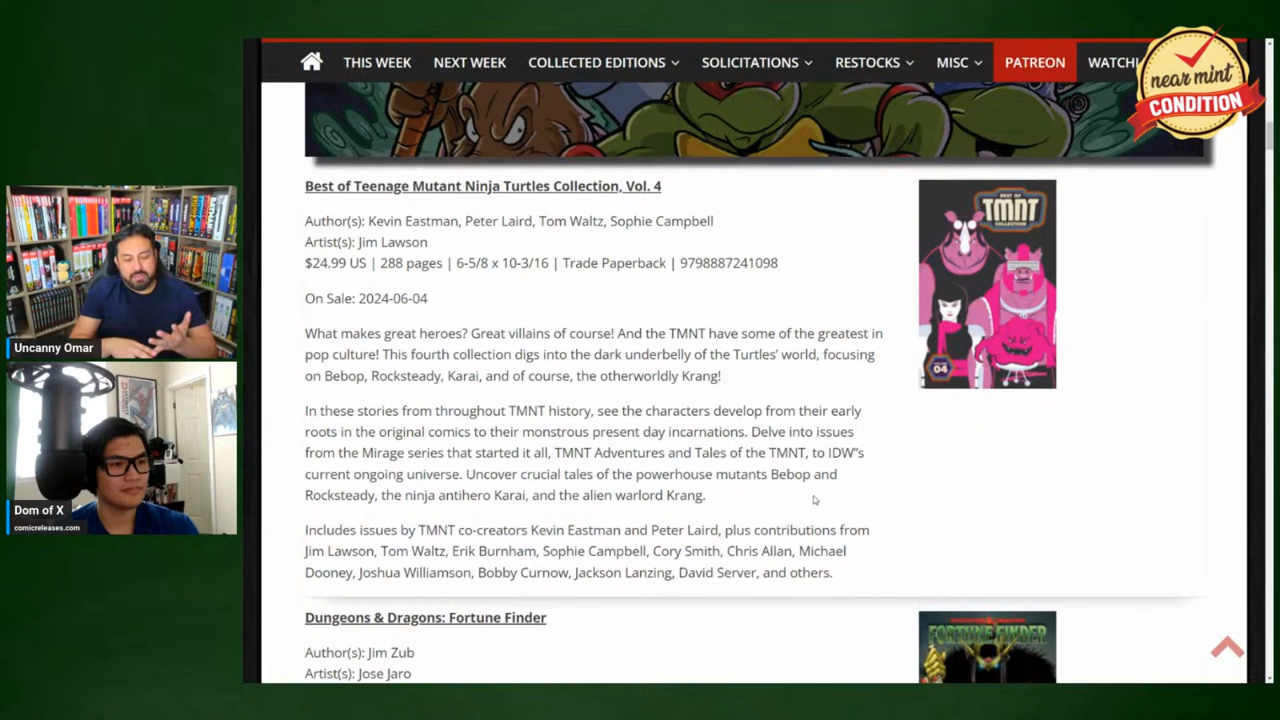 THIS WEEK NEXT WEEK COLLECTED EDITIONS SOLICITATIONS RESTOCKS MISC PATREON WATCHL
near mint
CONDITION
Best of Teenage Mutant Ninja Turtles Collection, Vol. 4
Author(s): Kevin Eastman, Peter Laird, Tom Waltz, Sophie Campbell
Artist(s): Jim Lawson
$24.99 US | 288 pages | 6-5/8 x 10-3/16 | Trade Paperback | 9798887241098
On Sale: 2024-06-04
What makes great heroes? Great villains of course! And the TMNT have some of the greatest in
pop culture! This fourth collection digs into the dark underbelly of the Turtles' world, focusing
on Bebop, Rocksteady, Karai, and of course, the otherworldly Krang!
In these stories from throughout TMNT history, see the characters develop from their early
roots in the original comics to their monstrous present day incarnations. Delve into issues
from the Mirage series that started it all, TMNT Adventures and Tales of the TMNT, to IDW"s
current ongoing universe. Uncover crucial tales of the powerhouse mutants Bebop and
Rocksteady, the ninja antihero Karai, and the alien warlord Krang.
Includes issues by TMNT co-creators Kevin Eastman and Peter Laird, plus contributions from
Jim Lawson, Tom Waltz, Erik Burnham, Sophie Campbell, Cory Smith, Chris Allan, Michael
Dooney, Joshua Williamson, Bobby Curnow, Jackson Lanzing, David Server, and others.
BEST OF
TMNT
COLLECTION
04
Dungeons & Dragons: Fortune Finder
Author(s): Jim Zub
Artist(s): Jose Jaro
FORTUNE FINDER
Uncanny Omar
Dom of X
comicreleases.com